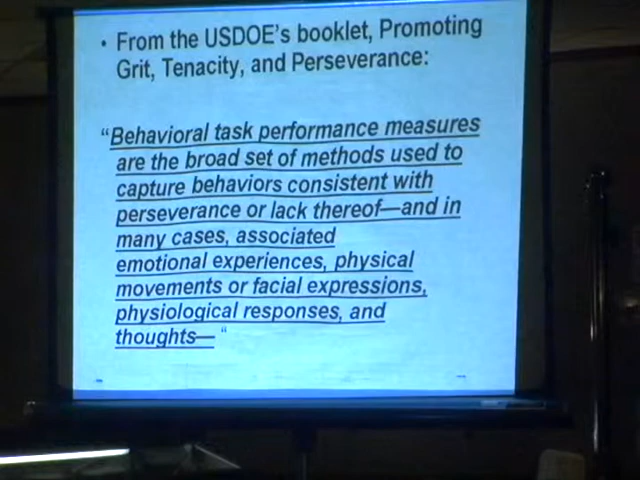 • From the USDOE's booklet, Promoting
Grit, Tenacity, and Perseverance:
“Behavioral task performance measures
are the broad set of methods used to
capture behaviors consistent with
perseverance or lack thereof—and in
many cases, associated
emotional experiences, physical
movements or facial expressions,
physiological responses, and
thoughts— “